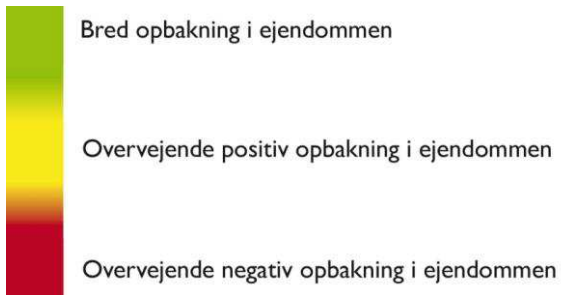 Bred opbakning i ejendommen
Overvejende positiv opbakning i ejendommen
Overvejende negativ opbakning i ejendommen